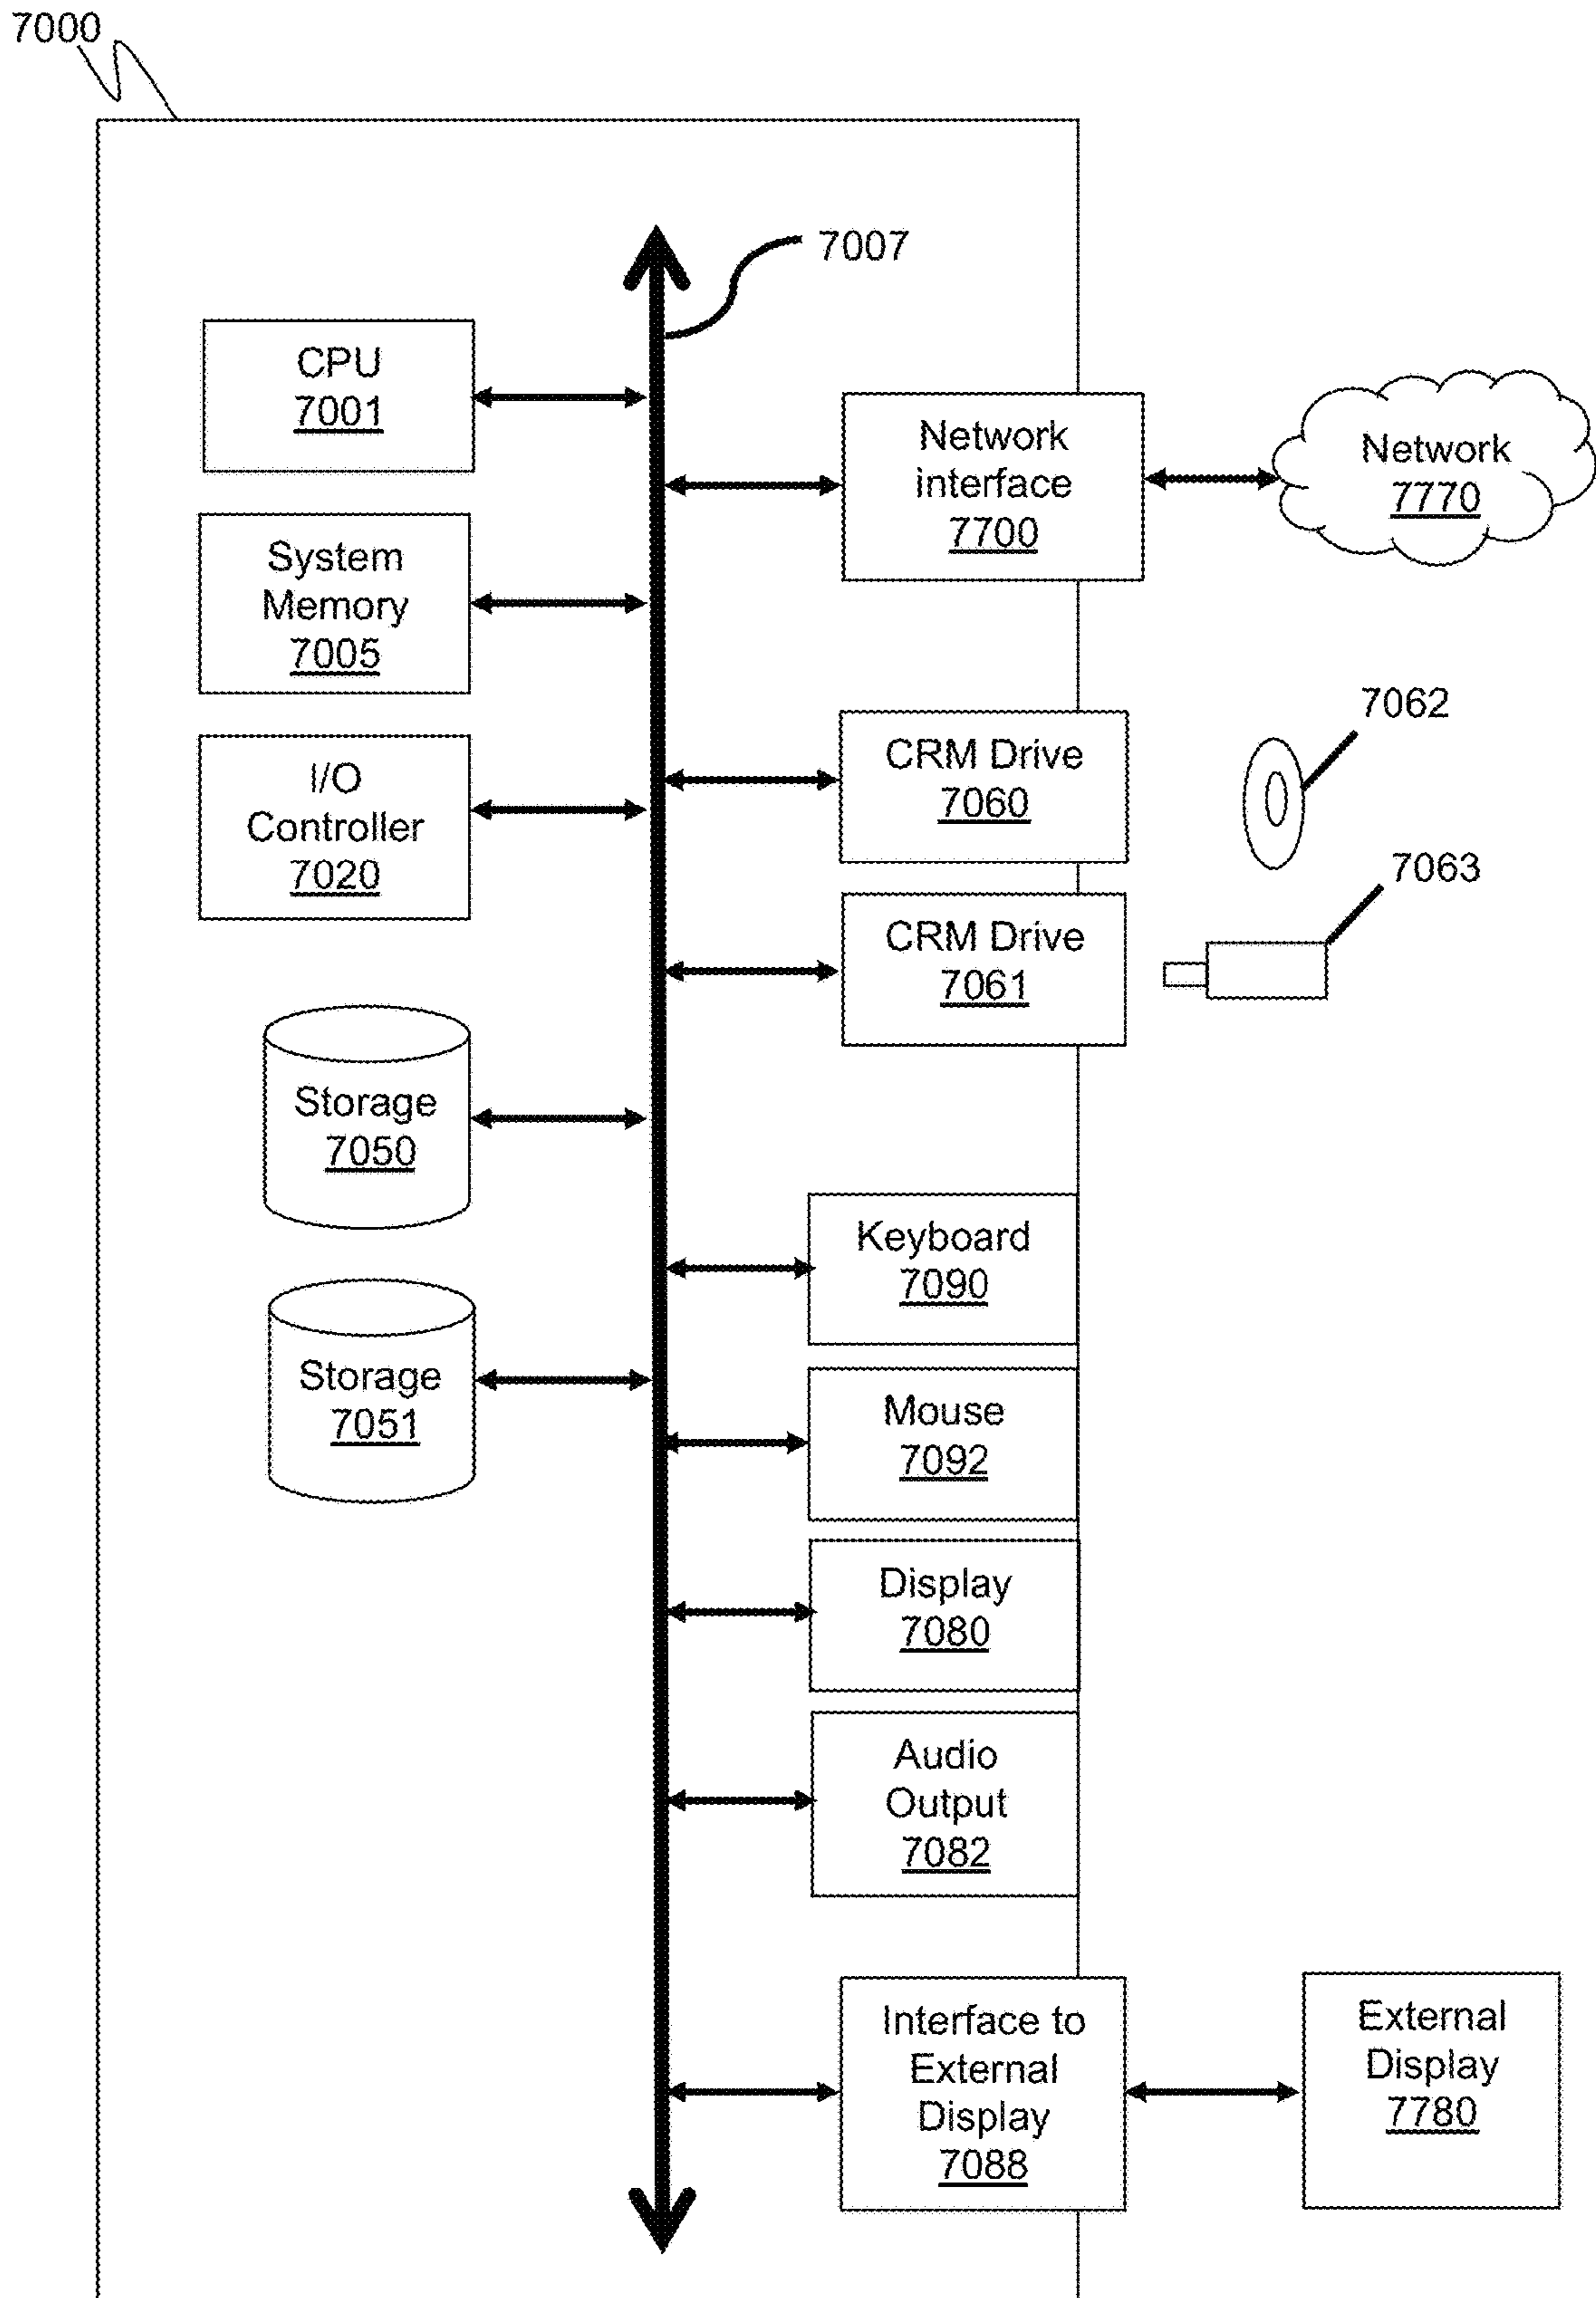 7000
7007
CPU
7001
System
Memory
7005
I/O
Controller
7020
Storage
7050
Storage
7051
Network
interface
7700
Network
7770
CRM Drive
7060
7062
CRM Drive
7061
7063
Keyboard
7090
Mouse
7092
Display
7080
Audio
Output
7082
Interface to
External
Display
7088
External
Display
7780